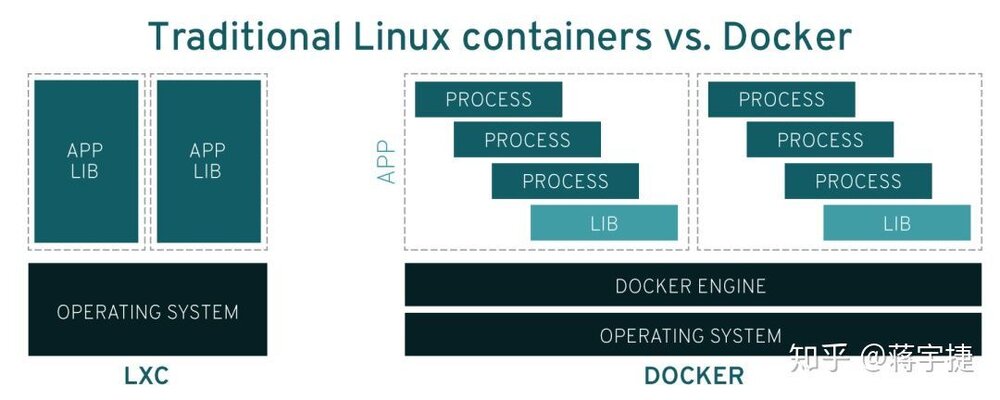 Traditional Linux containers vs. Docker
APP
LIB
APP
LIB
OPERATING SYSTEM
LXC
APP
PROCESS
PROCESS
PROCESS
LIB
PROCESS
PROCESS
PROCESS
LIB
DOCKER ENGINE
OPERATING SYSTEM
DOCKER
知乎 @蒋宇捷